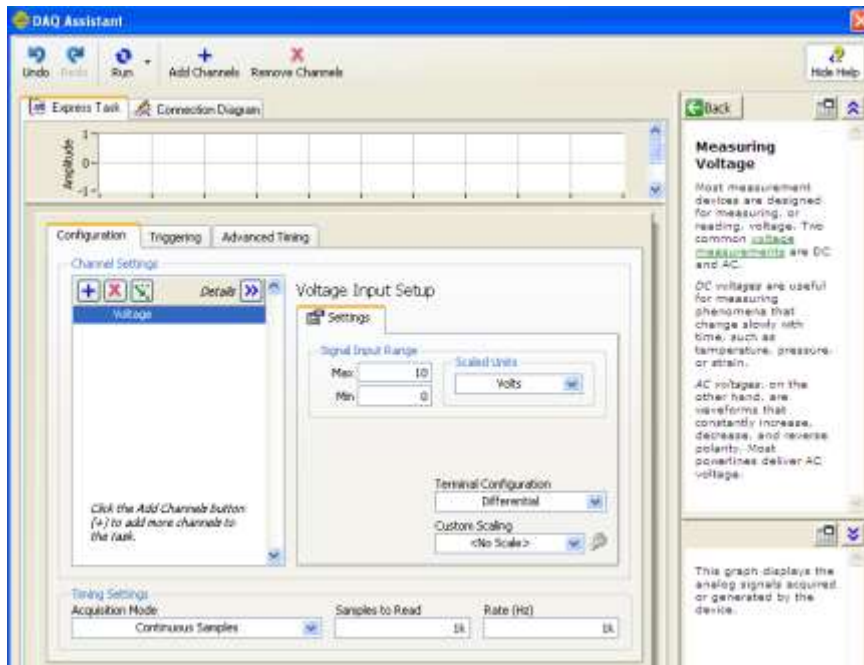 DAQ Assistant
Undo
Redo
Run
Add Channels
Remove Channels
Hide Help
Express Task
Connection Diagram
Amplitude
1
0
-1
Configuration
Triggering
Advanced Timing
Channel Settings
Details
Voltage
Click the Add Channels button
(+) to add more channels to
the task.
Voltage Input Setup
Settings
Signal Input Range
Max 10
Min 0
Scaled Units
Volts
Terminal Configuration
Differential
Custom Scaling
<No Scale>
Timing Settings
Acquisition Mode
Continuous Samples
Samples to Read
1k
Rate (Hz)
1k
Back
Measuring
Voltage
Most measurement
devices are designed
for measuring, or
reading, voltage. Two
common voltage
measurements are DC
and AC.
DC voltages are useful
for measuring
phenomena that
change slowly with
time, such as
temperature, pressure,
or strain.
AC voltages, on the
other hand, are
waveforms that
constantly increase,
decrease, and reverse
polarity. Most
powerlines deliver AC
voltage.
This graph displays the
analog signals acquired
or generated by the
device.